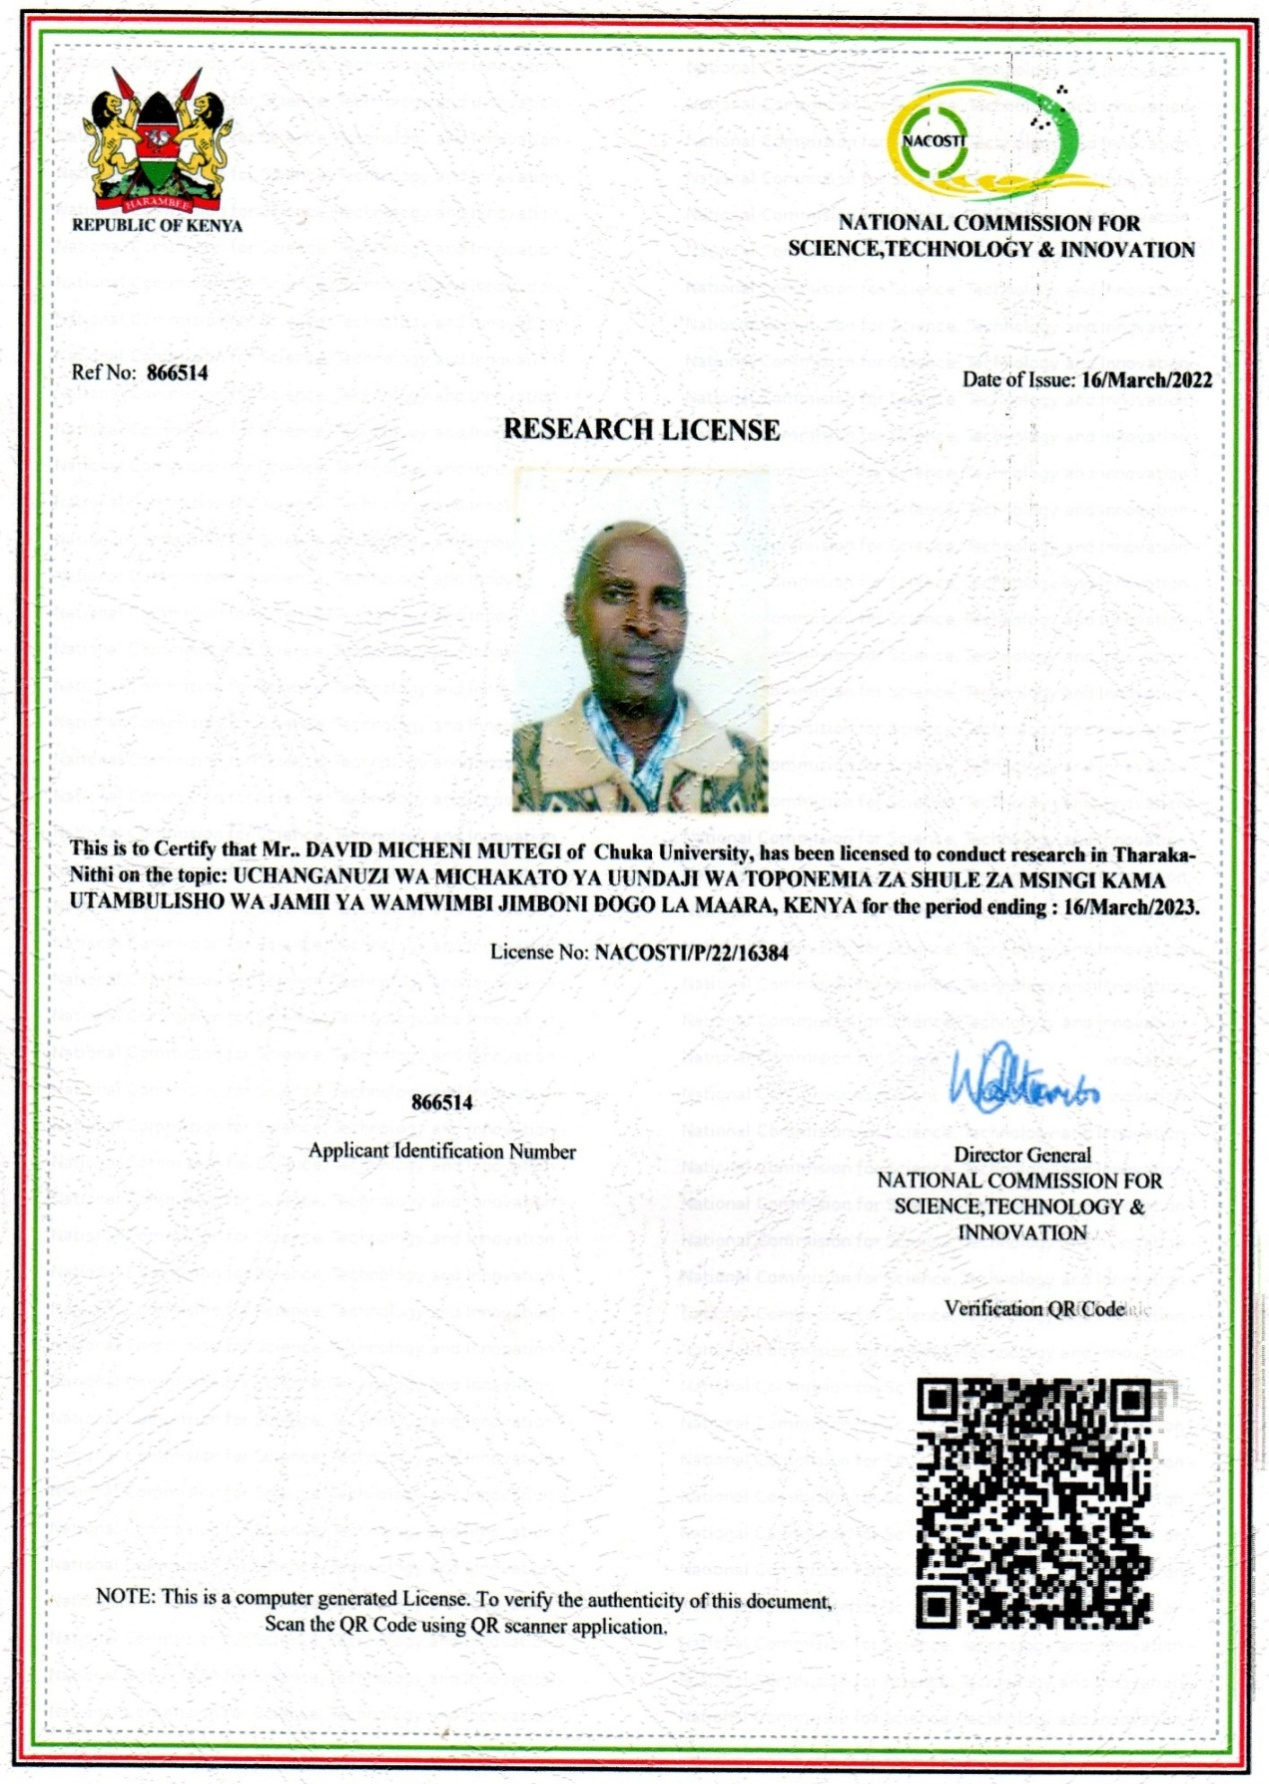 HARAMBEE
REPUBLIC OF KENYA
NACOSTI
NATIONAL COMMISSION FOR
SCIENCE,TECHNOLOGY & INNOVATION
Ref No: 866514
Date of Issue: 16/March/2022
RESEARCH LICENSE
This is to Certify that Mr.. DAVID MICHENI MUTEGI of Chuka University, has been licensed to conduct research in Tharaka-
Nithi on the topic: UCHANGANUZI WA MICHAKATO YA UUNDAJI WA TOPONEMIA ZA SHULE ZA MSINGI KAMA
UTAMBULISHO WA JAMII YA WAMWIMBI JIMBONI DOGO LA MAARA, KENYA for the period ending : 16/March/2023.
License No: NACOSTI/P/22/16384
866514
Applicant Identification Number
Director General
NATIONAL COMMISSION FOR
SCIENCE,TECHNOLOGY &
INNOVATION
Verification QR Code
NOTE: This is a computer generated License. To verify the authenticity of this document,
Scan the QR Code using QR scanner application.